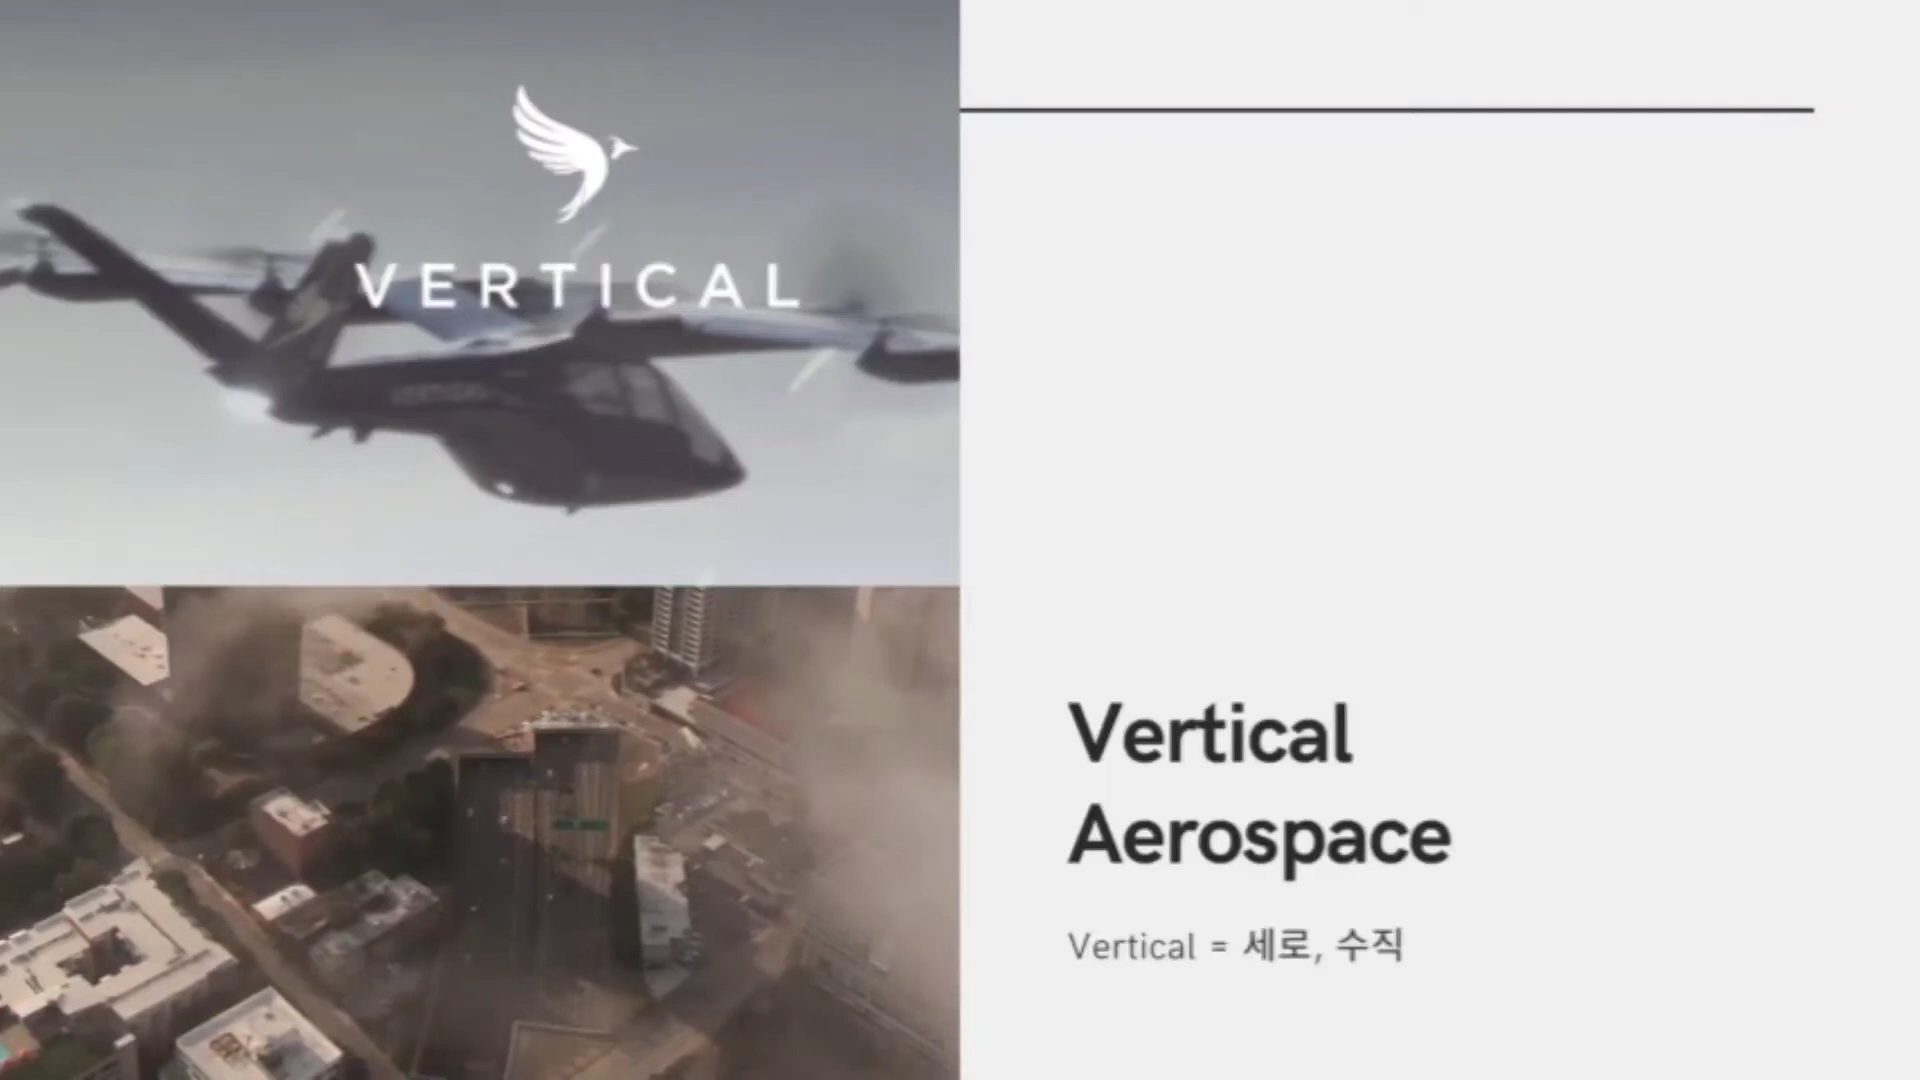 VERTICAL
Vertical
Aerospace
Vertical = 세로, 수직